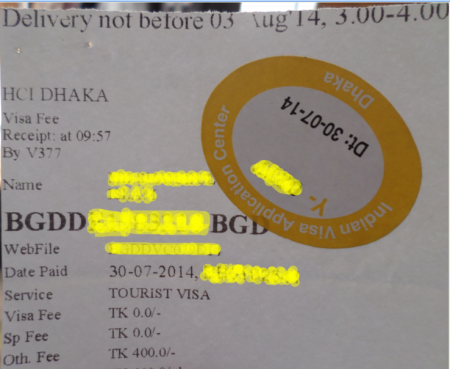 Delivery not before 03 Aug'14, 3.00-4.00
HCI DHAKA
Visa Fee
Receipt: at 09:57
By V377
Name
BGDD BGD
WebFile
Date Paid 30-07-2014,
Service TOURIST VISA
Visa Fee TK 0.0/-
Sp Fee TK 0.0/-
Oth. Fee TK 400.0/-
Indian Visa Application Center
Dhaka
Dt: 30-07-14
Y-